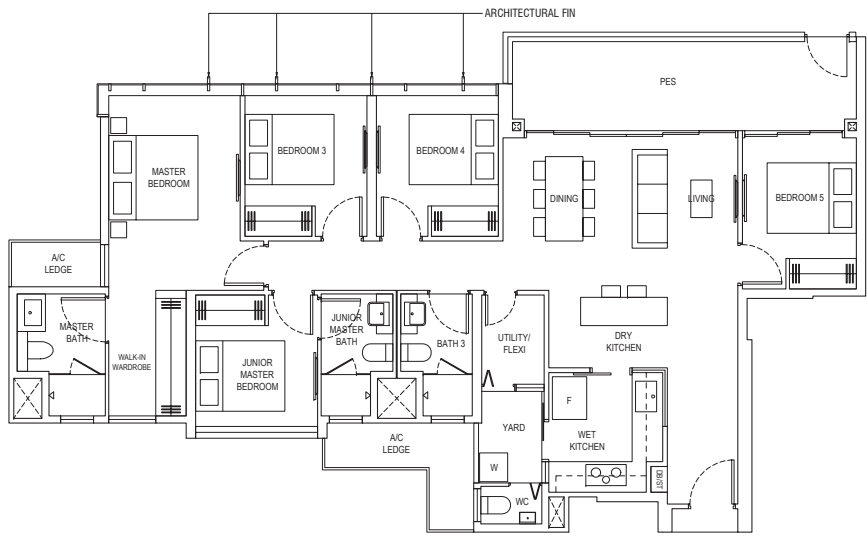 ARCHITECTURAL FIN
PES
MASTER
BEDROOM
BEDROOM 3
BEDROOM 4
DINING
LIVING
BEDROOM 5
A/C
LEDGE
MASTER
BATH
WALK-IN
WARDROBE
JUNIOR
MASTER
BEDROOM
JUNIOR
MASTER
BATH
BATH 3
UTILITY/
FLEXI
DRY
KITCHEN
F
WET
KITCHEN
YARD
W
A/C
LEDGE
WC
DB/ST